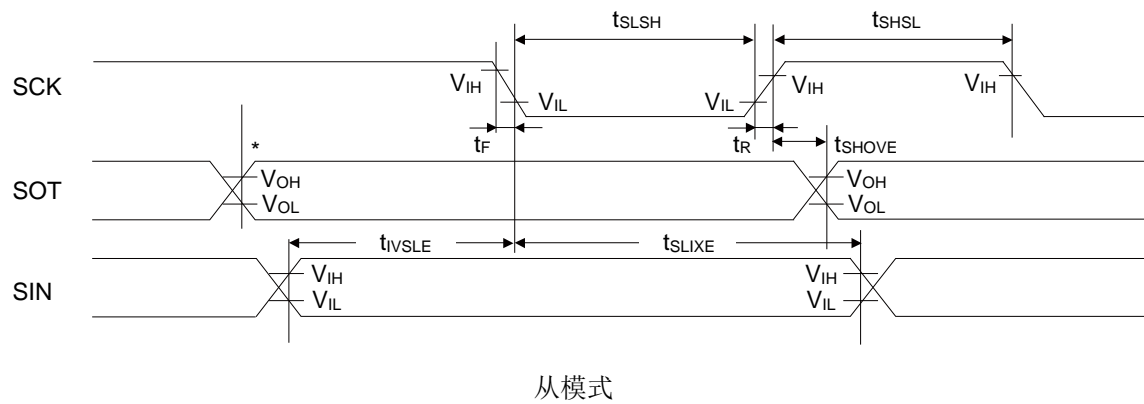 tSLSH tSHSL
SCK VIH VIL VIL VIH VIH
tF tR tSHOVE
*
SOT VOH VOL VOH VOL
tIVSLE tSLIXE
SIN VIH VIL VIH VIL
从模式